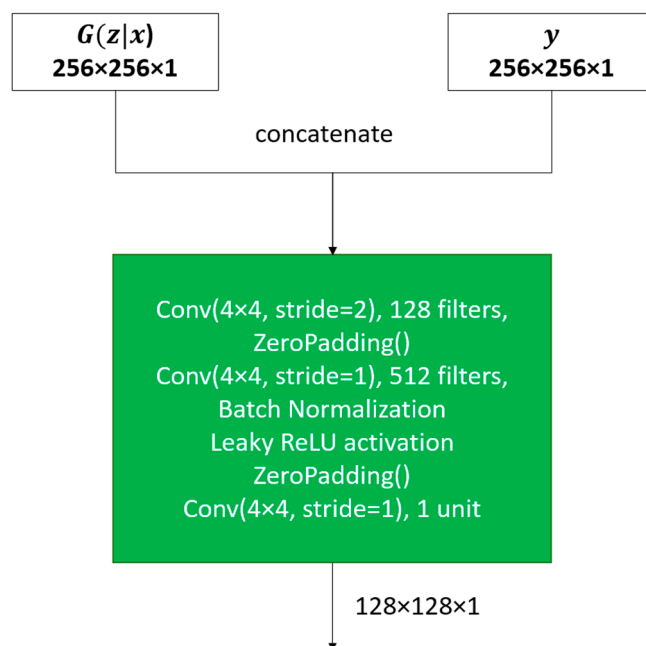 G(z|x)
256×256×1
y
256×256×1
concatenate
Conv(4×4, stride=2), 128 filters,
ZeroPadding()
Conv(4×4, stride=1), 512 filters,
Batch Normalization
Leaky ReLU activation
ZeroPadding()
Conv(4×4, stride=1), 1 unit
128×128×1